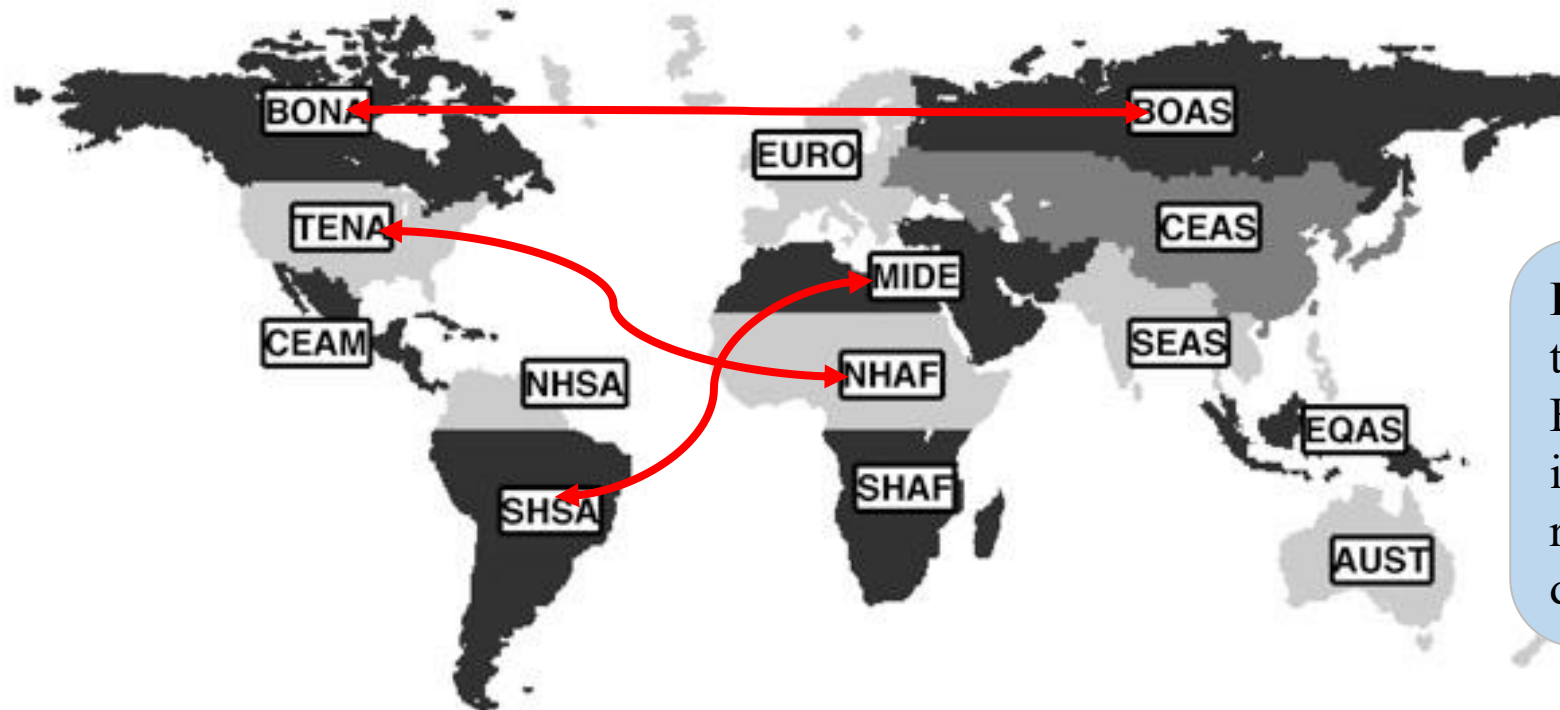 BONA
BOAS
EURO
TENA
CEAS
MIDE
CEAM
SEAS
NHSA
NHAF
EQAS
SHAF
SHSA
AUST